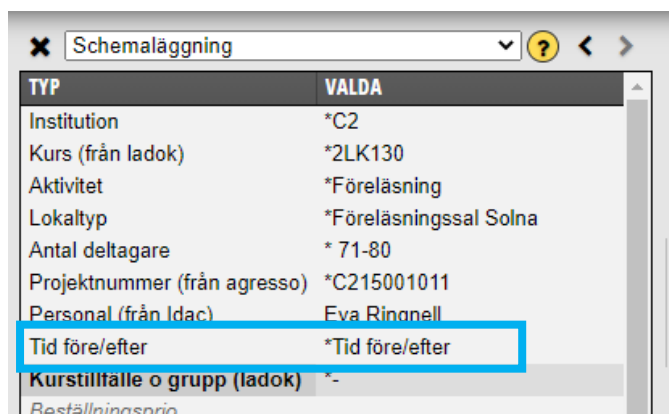 Schemaläggning ?
TYP VALDA
Institution *C2
Kurs (från ladok) *2LK130
Aktivitet *Föreläsning
Lokaltyp *Föreläsningssal Solna
Antal deltagare * 71-80
Projektnummer (från agresso) *C215001011
Personal (från Idac) Eva Ringnell
Tid före/efter *Tid före/efter
Kurstillfälle o grupp (ladok) *-
Beställningsprio